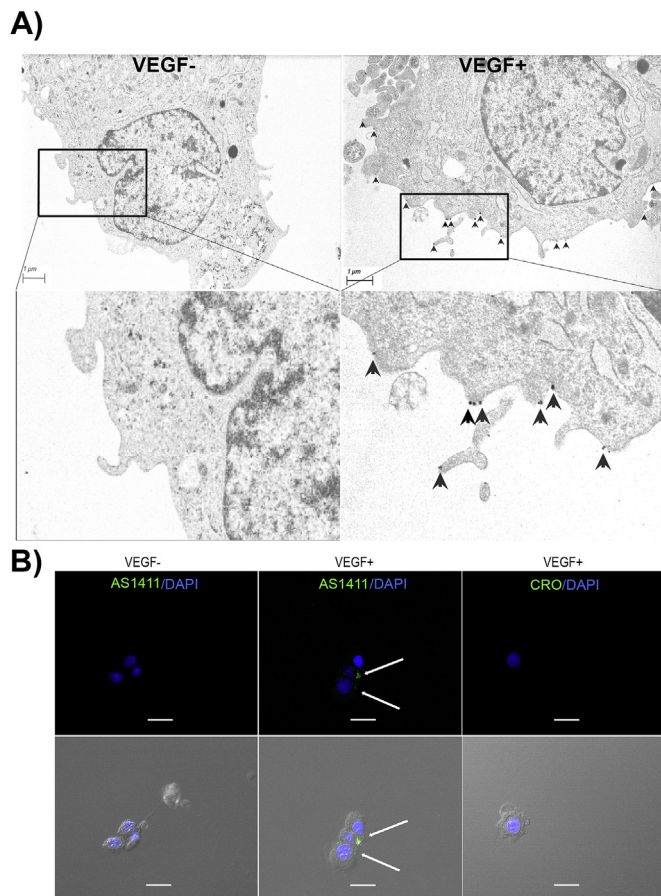 A)
VEGF- VEGF+
1 µm 1 µm
B)
VEGF- VEGF+ VEGF+
AS1411/DAPI AS1411/DAPI CRO/DAPI